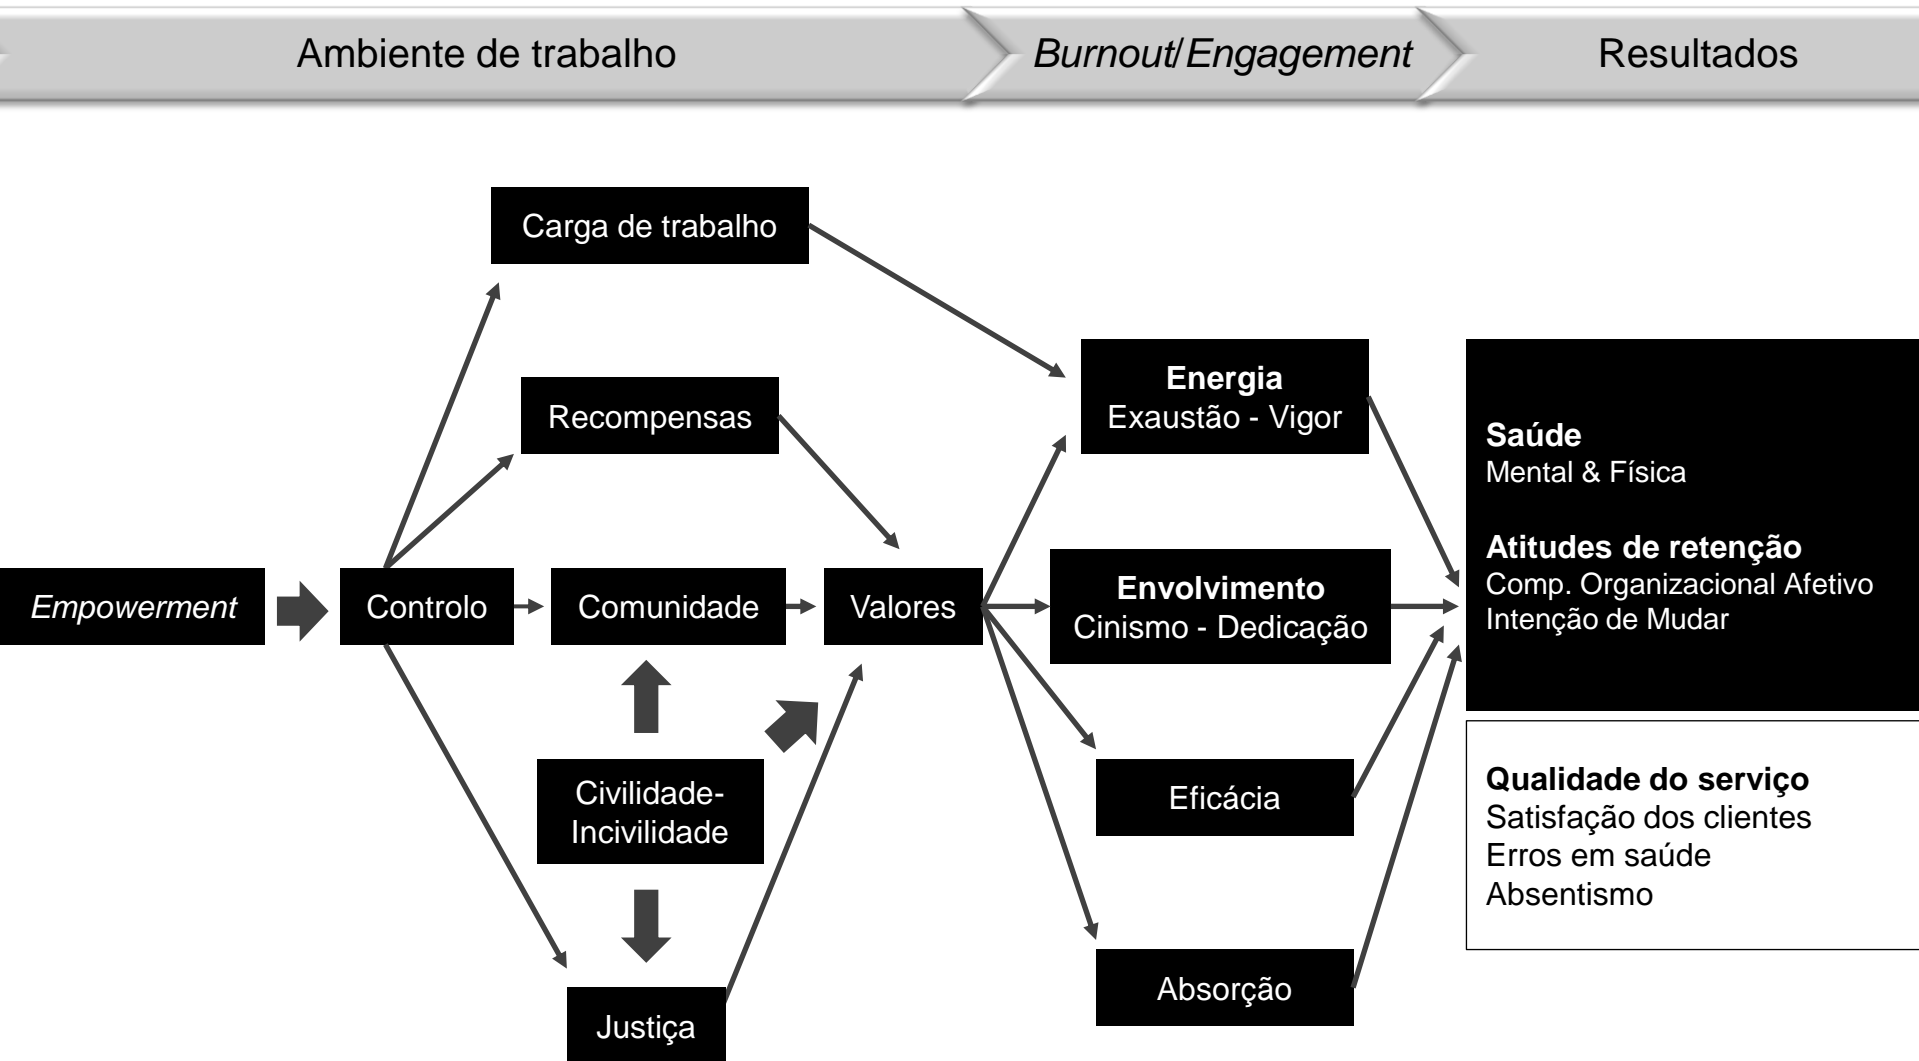 Ambiente de trabalho
Burnout/Engagement
Resultados
Carga de trabalho
Recompensas
Empowerment
Controlo
Comunidade
Valores
Civilidade-
Incivilidade
Justiça
Energia
Exaustão - Vigor
Envolvimento
Cinismo - Dedicação
Eficácia
Absorção
Saúde
Mental & Física
Atitudes de retenção
Comp. Organizacional Afetivo
Intenção de Mudar
Qualidade do serviço
Satisfação dos clientes
Erros em saúde
Absentismo